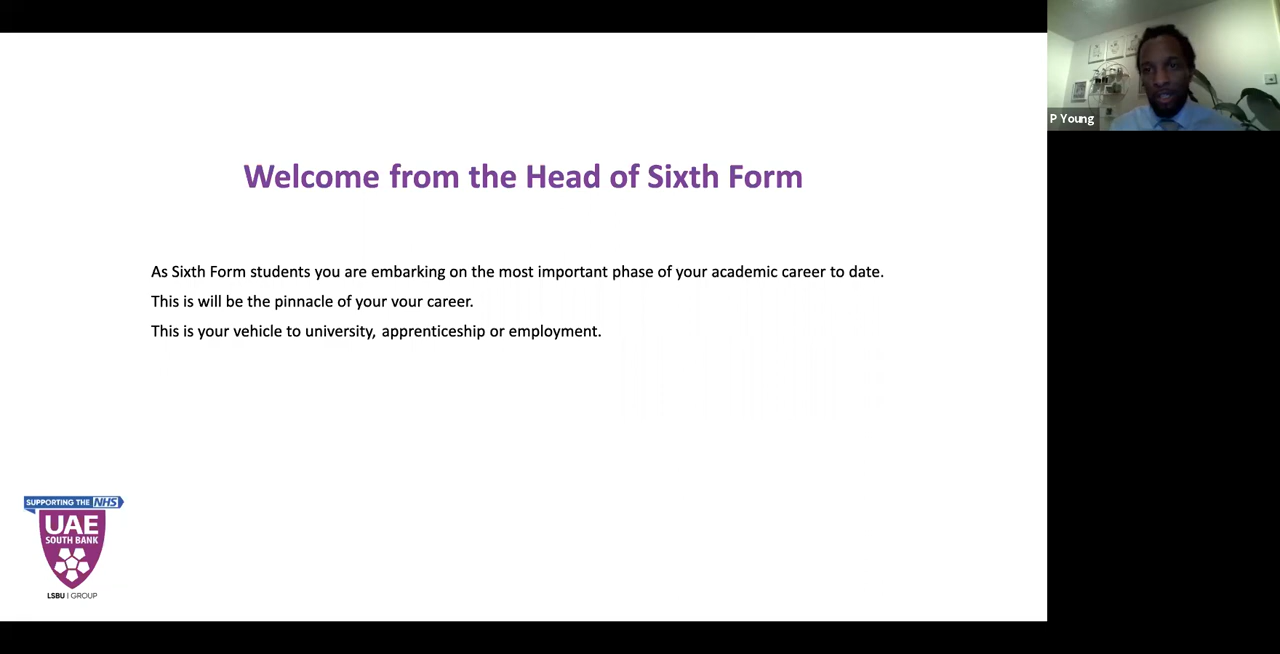 Welcome from the Head of Sixth Form
As Sixth Form students you are embarking on the most important phase of your academic career to date.
This is will be the pinnacle of your vour career.
This is your vehicle to university, apprenticeship or employment.
P Young
SUPPORTING THE NHS
UAE
SOUTH BANK
LSBU | GROUP